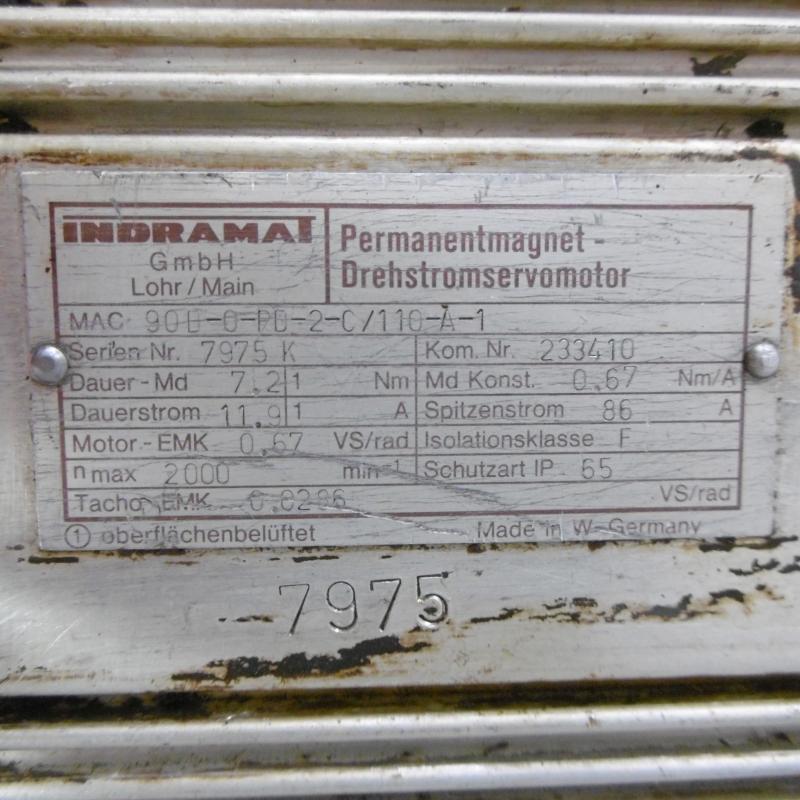 INDRAMAT
GmbH
Lohr/Main
Permanentmagnet-
Drehstromservomotor
MAC 90B-0-PD-2-C/110-A-1
Serien Nr. 7975 K
Kom. Nr. 233410
Dauer-Md 7.2 1 Nm
Md Konst. 0.67 Nm/A
Dauerstrom 11.9 1 A
Spitzenstrom 86 A
Motor-EMK 0.67 VS/rad
Isolationsklasse F
n max 2000 min-1
Schutzart IP 65
Tacho EMK 0.0286 VS/rad
① oberflächenbelüftet
Made in W-Germany
7975